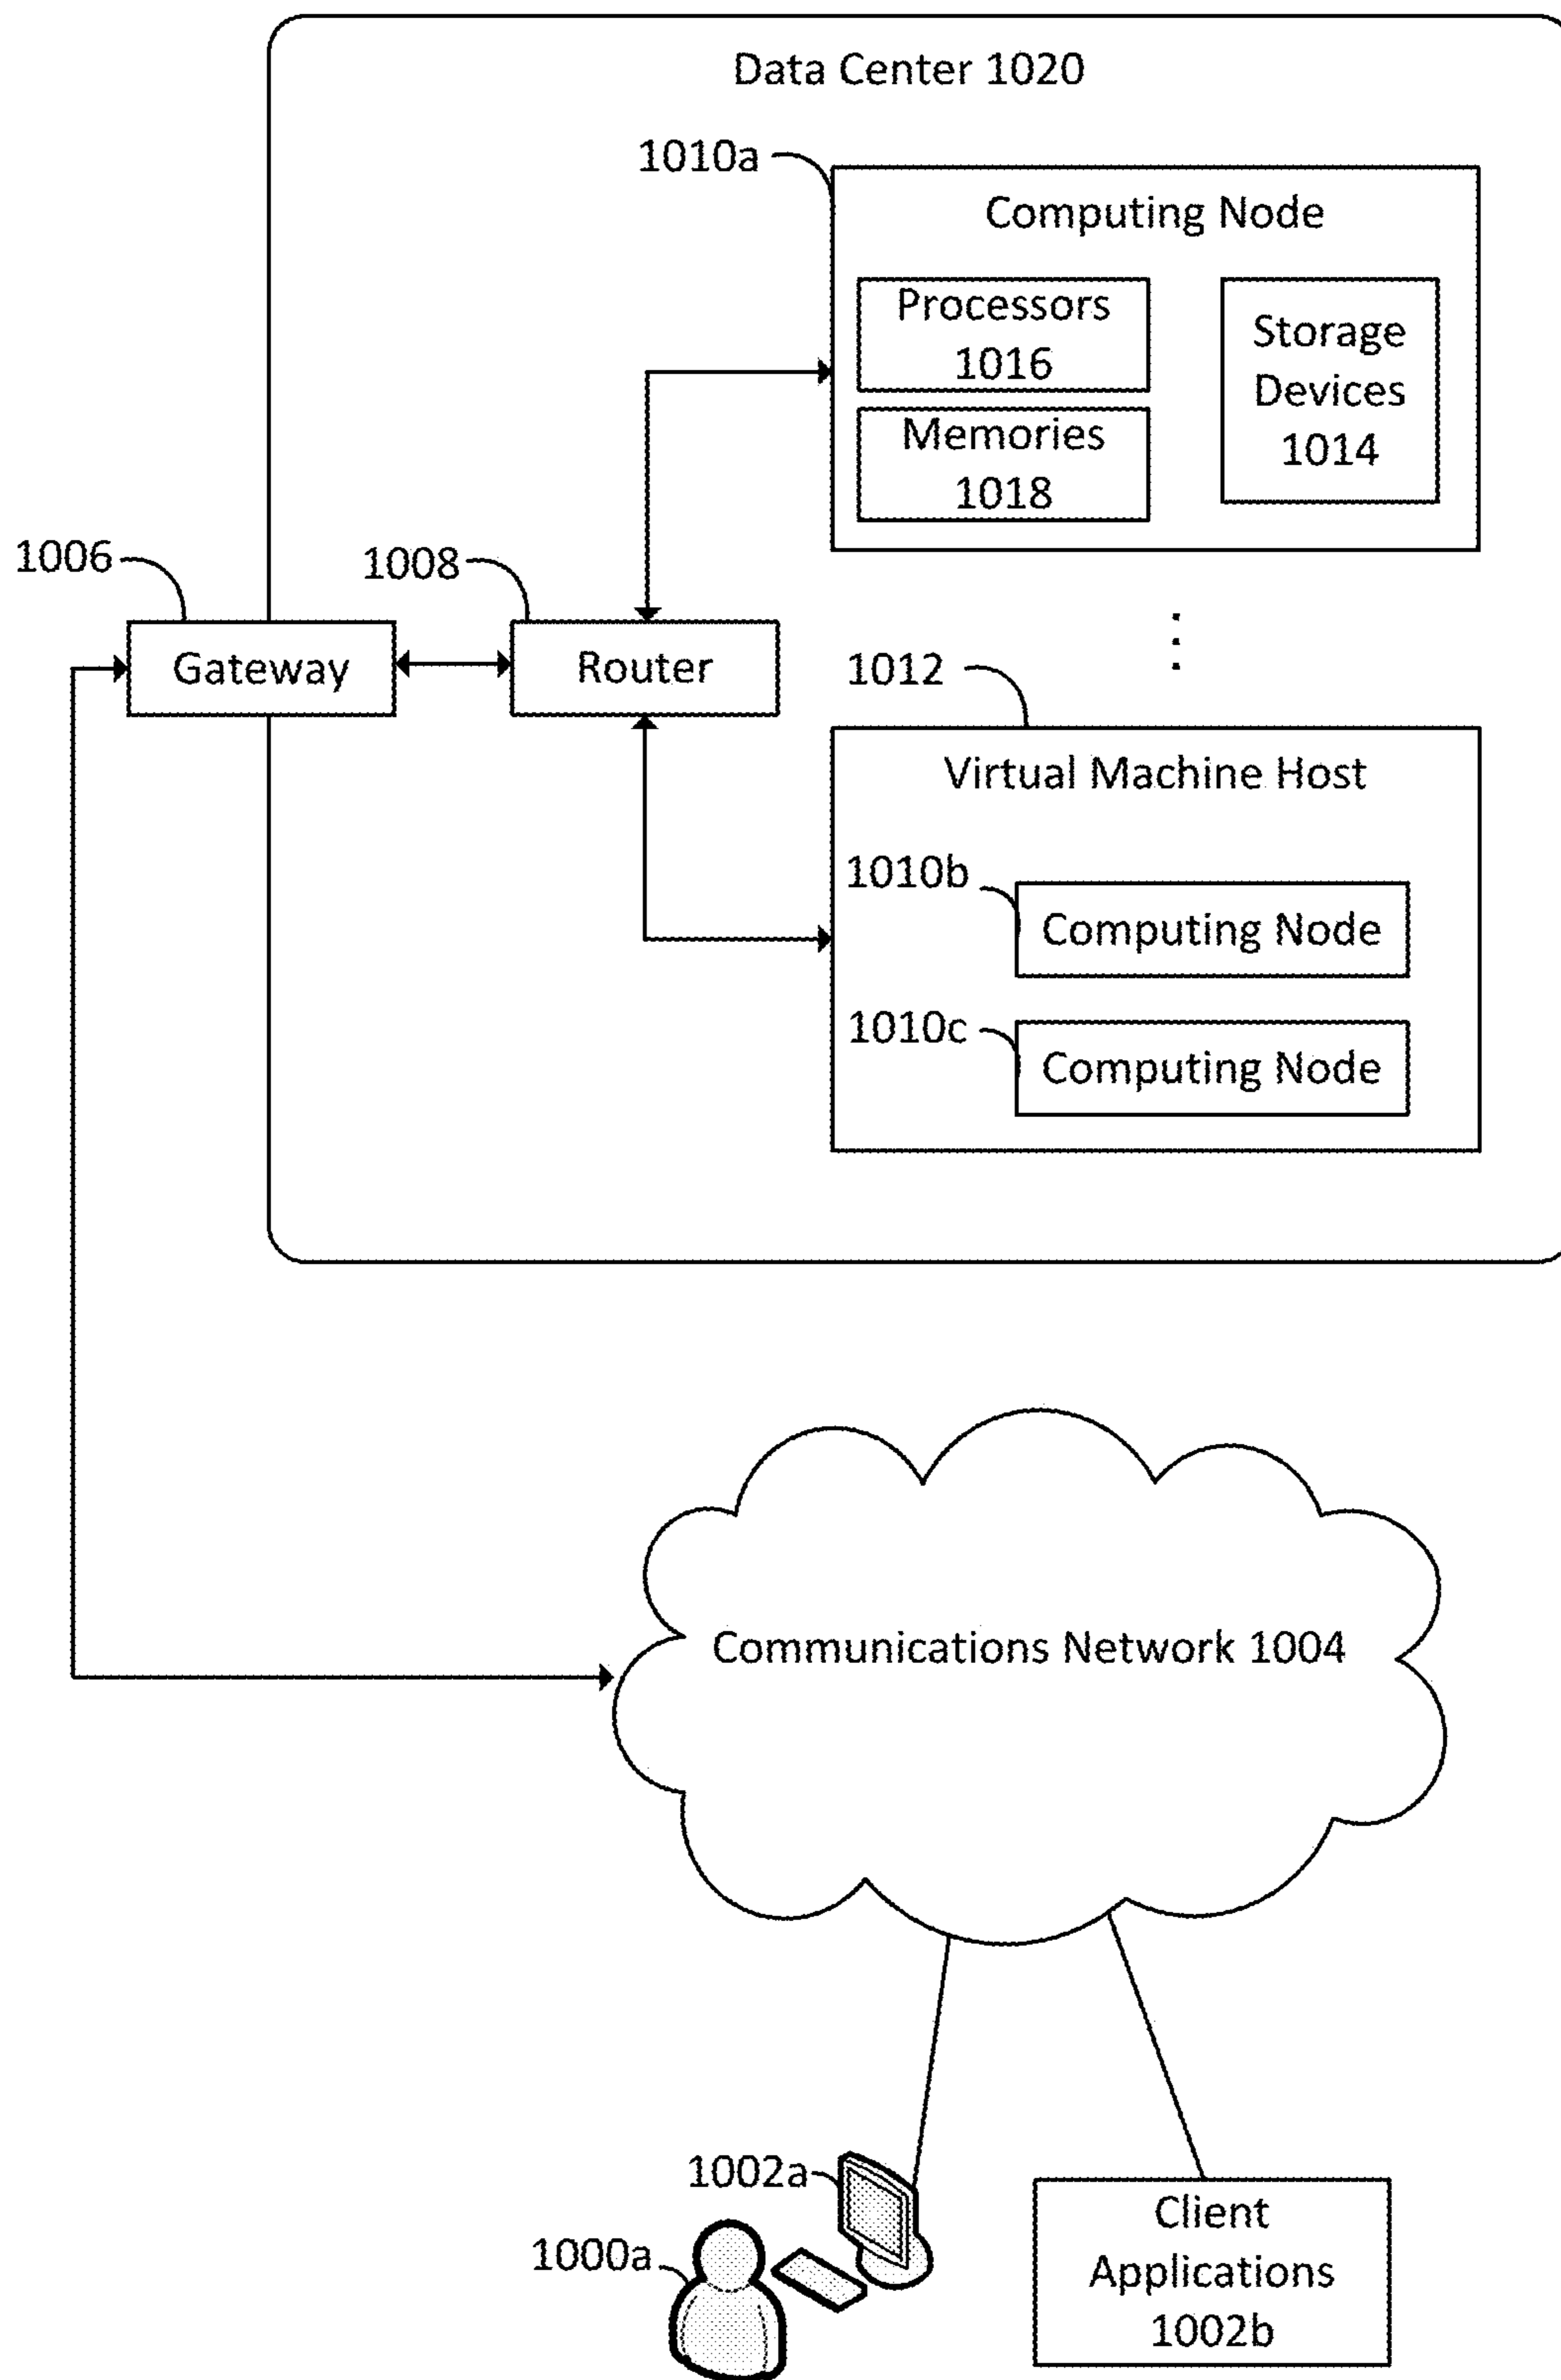 Data Center 1020
1010a
Computing Node
Processors
1016
Storage
Devices
1014
Memories
1018
1006
1008
Gateway
Router
1012
Virtual Machine Host
1010b
Computing Node
1010c
Computing Node
Communications Network 1004
1002a
1000a
Client
Applications
1002b